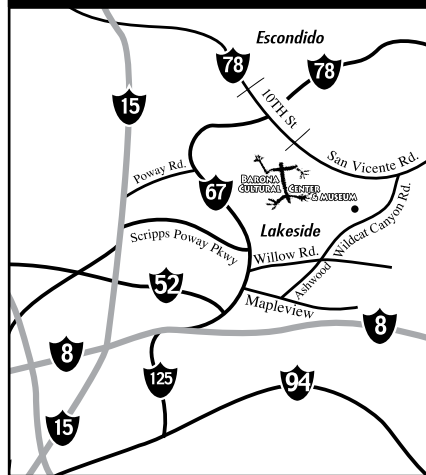 Escondido
78
78
15
10TH St
San Vicente Rd.
Poway Rd.
67
BARONA
CULTURAL CENTER
& MUSEUM
Wildcat Canyon Rd.
Lakeside
Scripps Poway Pkwy
Willow Rd.
Ashwood
52
Mapleview
8
8
125
94
15